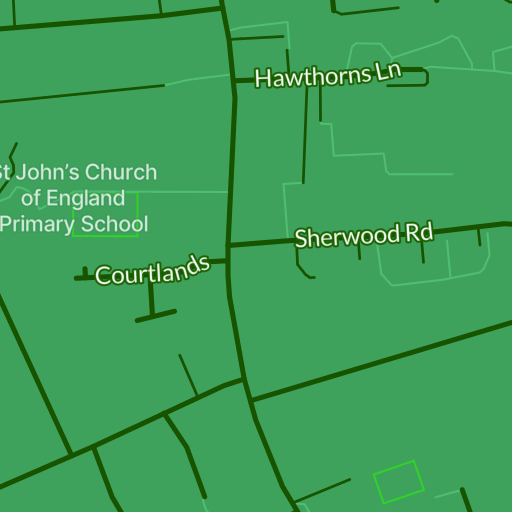 Hawthorns Ln
St John's Church
of England
Primary School
Sherwood Rd
Courtlands